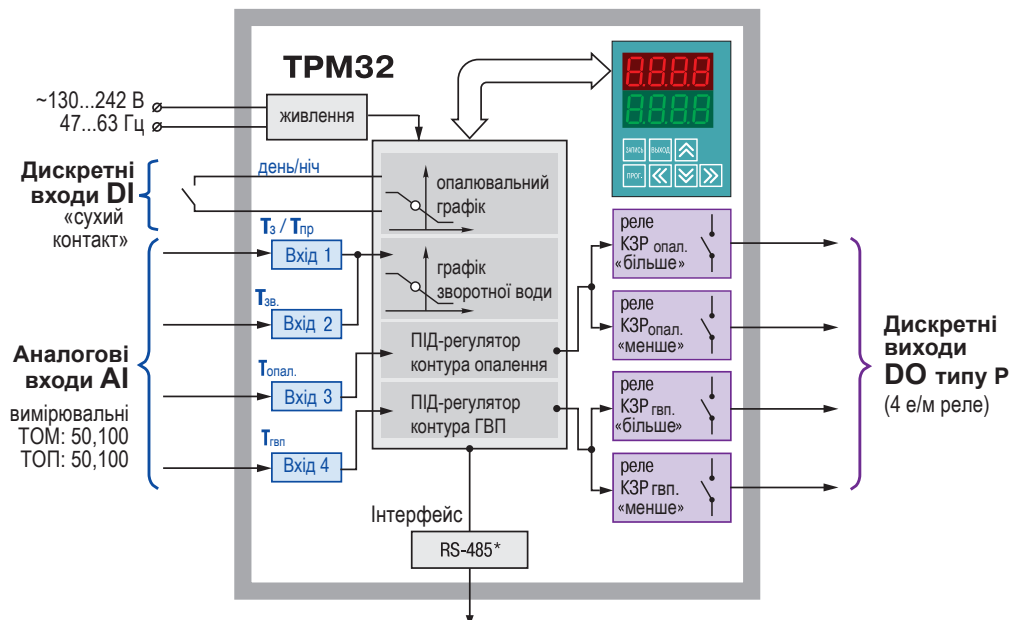 ТРМ32
~130...242 В
47...63 Гц
живлення
8.8.8.8
8.8.8.8
ЗАПИСЬ
ВЫХОД
ПРОГ.
Дискретні
входи DI
«сухий
контакт»
день/ніч
опалювальний
графік
Тз / Тпр
Вхід 1
графік
зворотної води
Тзв.
Вхід 2
Аналогові
входи AI
вимірювальні
ТОМ: 50,100
ТОП: 50,100
Топал.
Вхід 3
ПІД-регулятор
контура опалення
Тгвп
Вхід 4
ПІД-регулятор
контура ГВП
реле
КЗР опал.
«більше»
реле
КЗРопал.
«менше»
реле
КЗР гвп.
«більше»
реле
КЗР гвп.
«менше»
Дискретні
виходи
DO типу Р
(4 е/м реле)
Інтерфейс
RS-485*